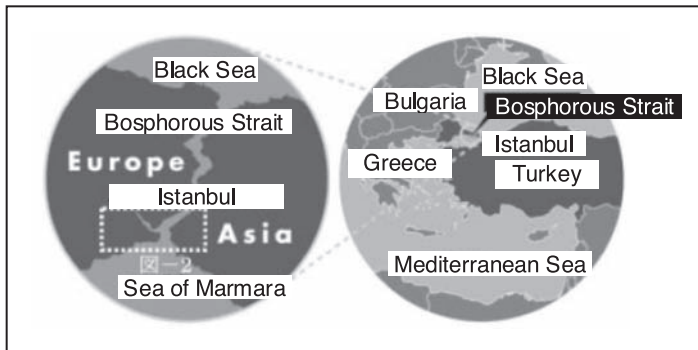 Black Sea
Bosphorous Strait
Europe
Istanbul
Asia
図－2
Sea of Marmara
Black Sea
Bulgaria
Bosphorous Strait
Istanbul
Greece
Turkey
Mediterranean Sea